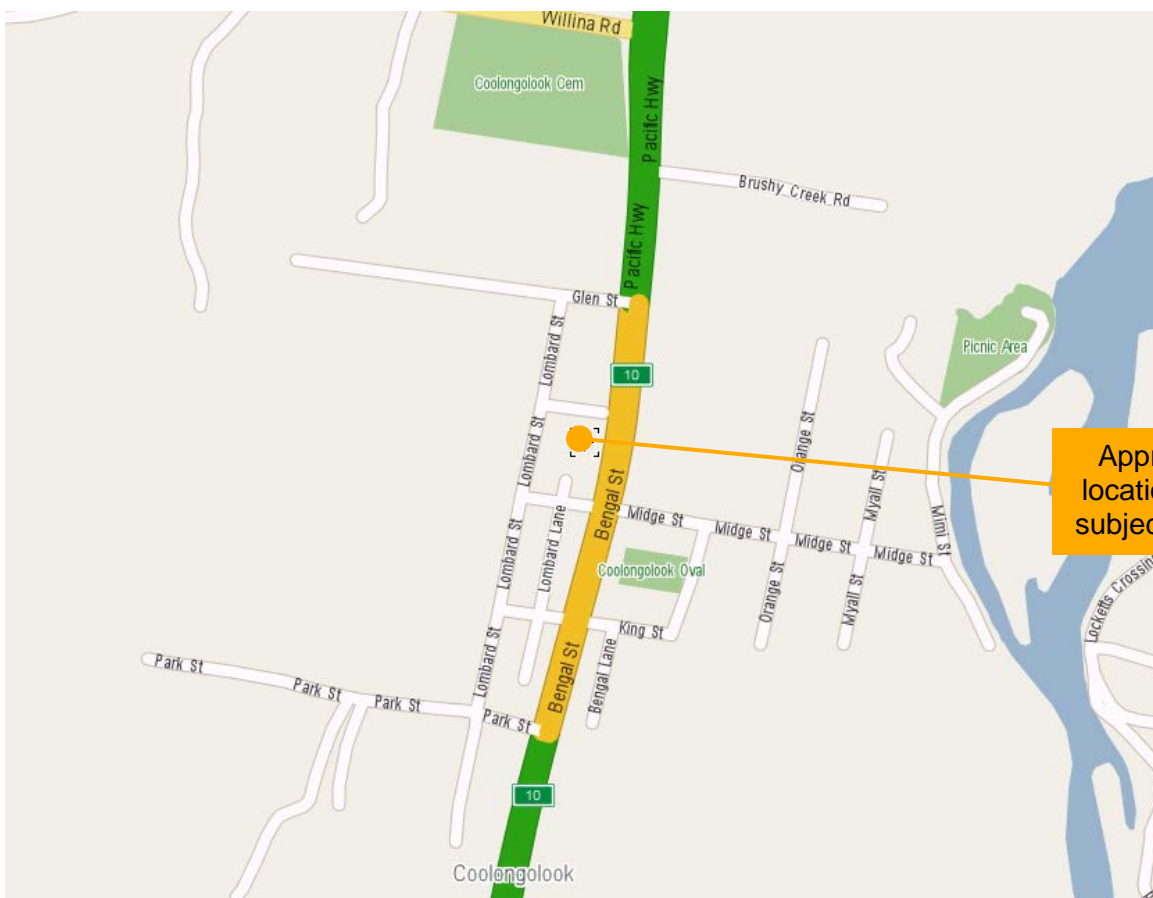 Willina Rd
Coolongolook Cem
Pacific Hwy
Brushy Creek Rd
Pacific Hwy
Glen St
Lombard St
Picnic Area
10
Lombard St
Orange St
Myall St
Bengal St
Midge St
Midge St
Midge St
Midge St
Mimi St
Lombard St
Lombard Lane
Coolongolook Oval
Orange St
Myall St
Locketts Crossing
King St
Lombard St
Bengal St
Bengal Lane
Park St
Park St
Park St
Park St
10
Coolongolook